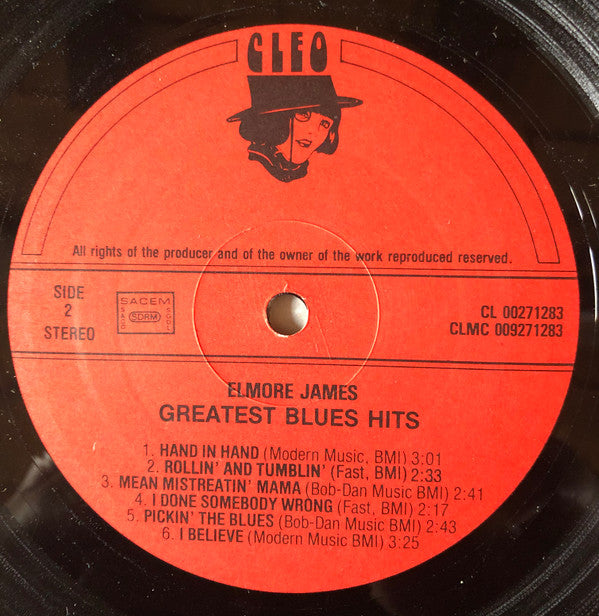 CLEO
All rights of the producer and of the owner of the work reproduced reserved.
SIDE
2
STEREO
SACEM
SDRM
CL 00271283
CLMC 009271283
ELMORE JAMES
GREATEST BLUES HITS
1. HAND IN HAND (Modern Music, BMI) 3:01
2. ROLLIN' AND TUMBLIN' (Fast, BMI) 2:33
3. MEAN MISTREATIN' MAMA (Bob-Dan Music BMI) 2:41
4. I DONE SOMEBODY WRONG (Fast, BMI) 2:17
5. PICKIN' THE BLUES (Bob-Dan Music BMI) 2:43
6. I BELIEVE (Modern Music BMI) 3:25